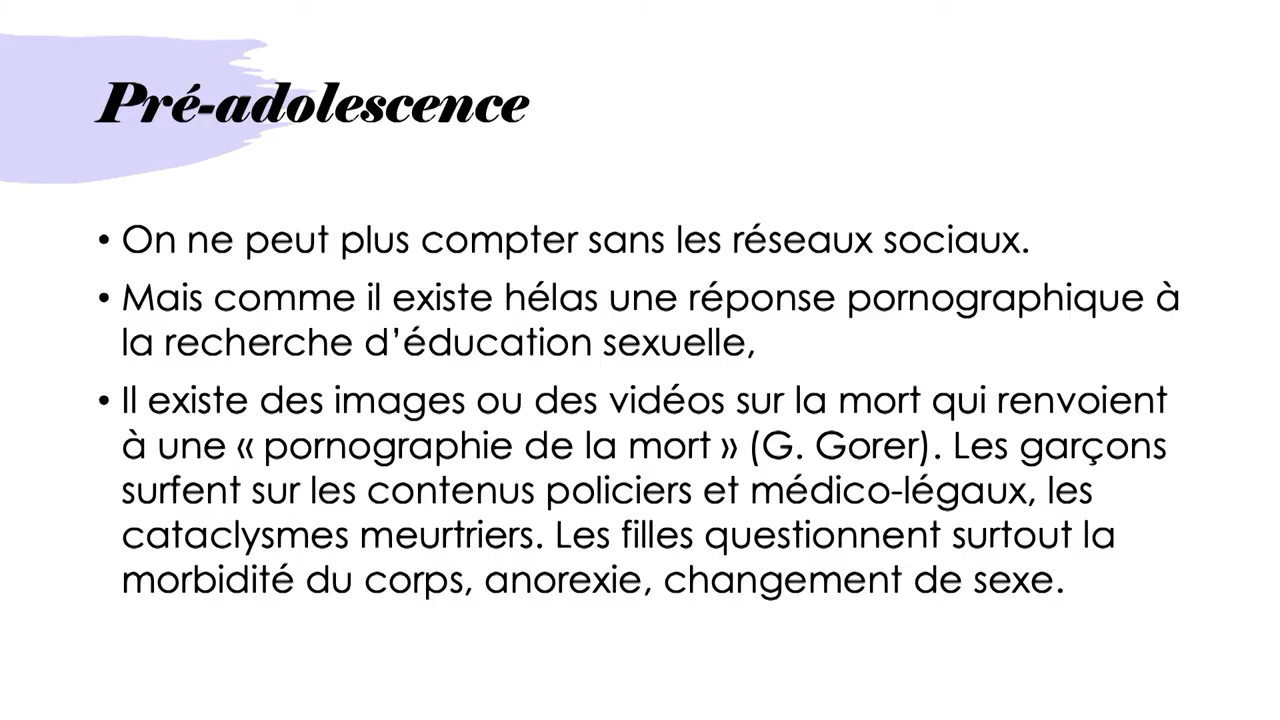 Pré-adolescence
• On ne peut plus compter sans les réseaux sociaux.
• Mais comme il existe hélas une réponse pornographique à
la recherche d’éducation sexuelle,
• Il existe des images ou des vidéos sur la mort qui renvoient
à une « pornographie de la mort » (G. Gorer). Les garçons
surfent sur les contenus policiers et médico-légaux, les
cataclysmes meurtriers. Les filles questionnent surtout la
morbidité du corps, anorexie, changement de sexe.